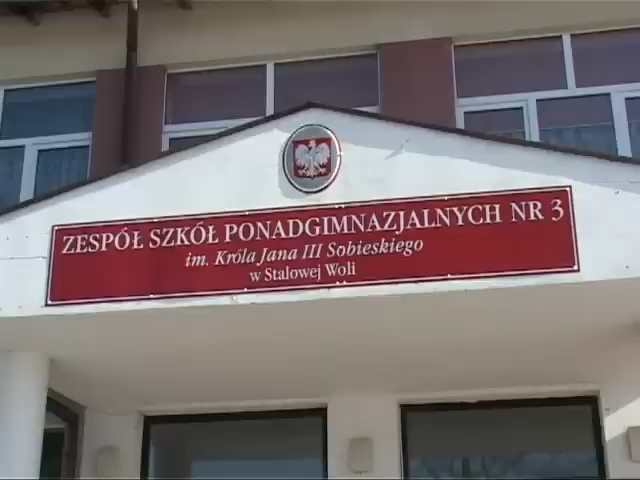 ZESPÓŁ SZKÓŁ PONADGIMNAZJALNYCH NR 3
im. Króla Jana III Sobieskiego
w Stalowej Woli